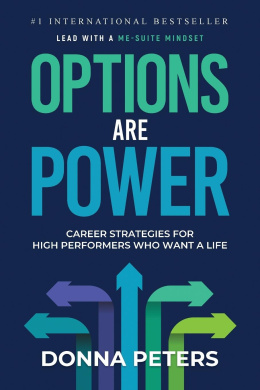 #1 INTERNATIONAL BESTSELLER
LEAD WITH A ME-SUITE MINDSET
OPTIONS
ARE
POWER
CAREER STRATEGIES FOR
HIGH PERFORMERS WHO WANT A LIFE
DONNA PETERS